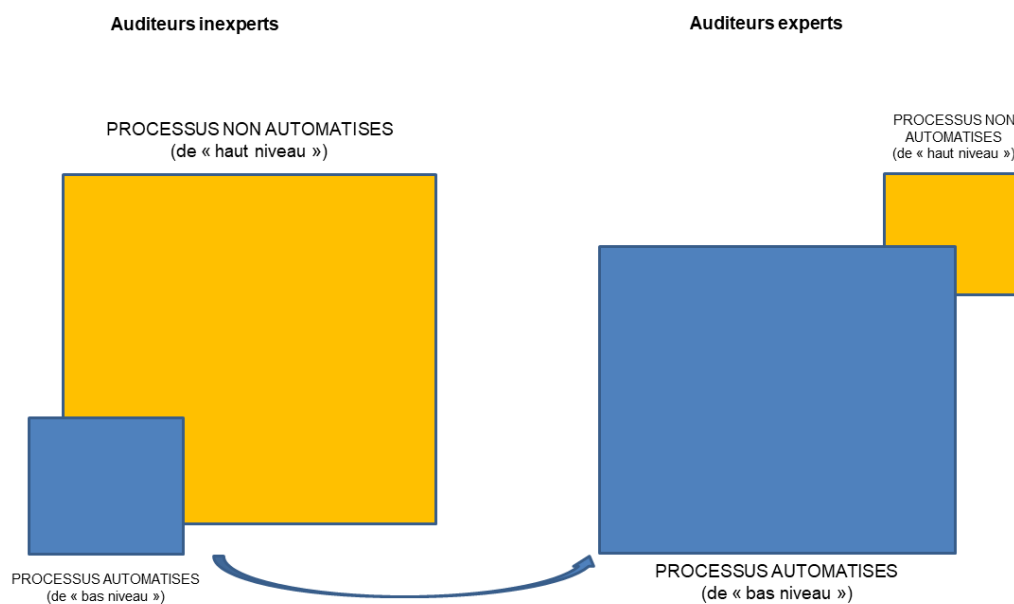 Auditeurs inexperts
Auditeurs experts
PROCESSUS NON AUTOMATISES
(de « haut niveau »)
PROCESSUS NON
AUTOMATISES
(de « haut niveau »)
PROCESSUS AUTOMATISES
(de « bas niveau »)
PROCESSUS AUTOMATISES
(de « bas niveau »)